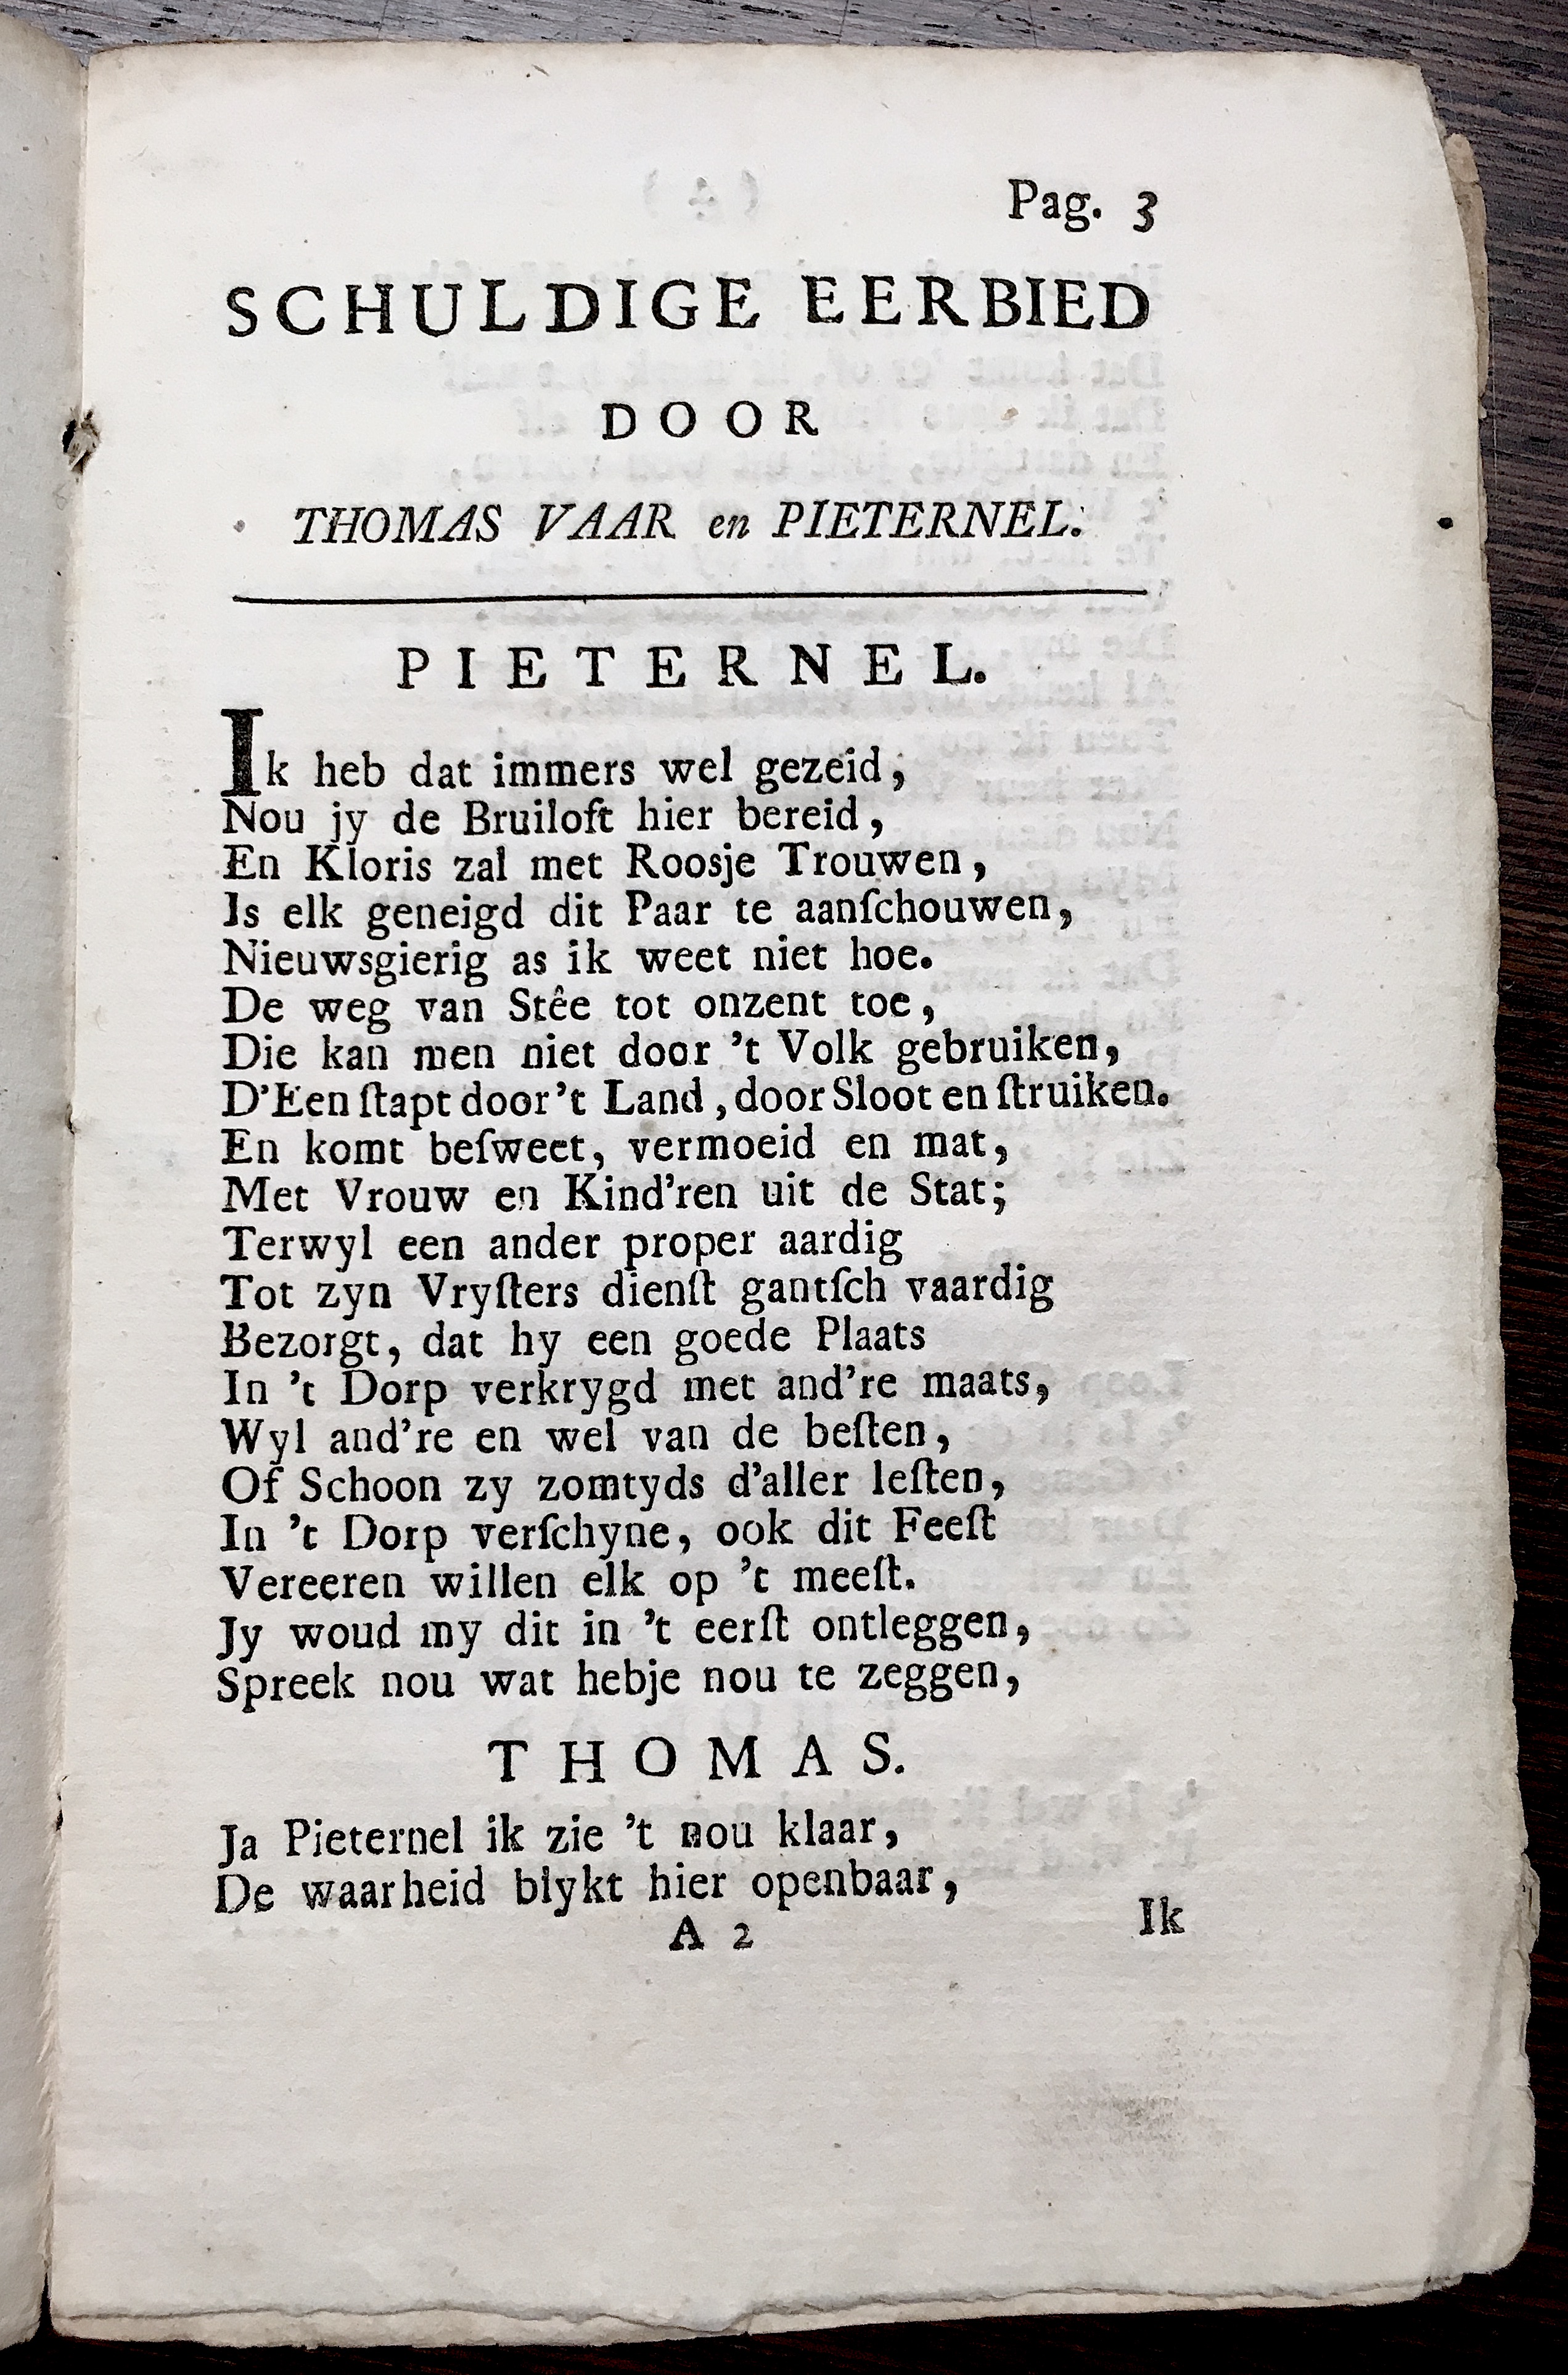 Pag. 3
SCHULDIGE EERBIED
DOOR
THOMAS VAAR en PIETERNEL.
PIETERNEL.
Ik heb dat immers wel gezeid,
Nou jy de Bruiloft hier bereid,
En Kloris zal met Roosje Trouwen,
Is elk geneigd dit Paar te aanſchouwen,
Nieuwsgierig as ik weet niet hoe.
De weg van Stêe tot onzent toe,
Die kan men niet door 't Volk gebruiken,
D'Een ſtapt door 't Land, door Sloot en ſtruiken.
En komt beſweet, vermoeid en mat,
Met Vrouw en Kind'ren uit de Stat;
Terwyl een ander proper aardig
Tot zyn Vryſters dienſt gantſch vaardig
Bezorgt, dat hy een goede Plaats
In 't Dorp verkrygd met and're maats,
Wyl and're en wel van de beſten,
Of Schoon zy zomtyds d'aller leſten,
In 't Dorp verſchyne, ook dit Feeſt
Vereeren willen elk op 't meeſt.
Jy woud my dit in 't eerſt ontleggen,
Spreek nou wat hebje nou te zeggen,
THOMAS.
Ja Pieternel ik zie 't nou klaar,
De waarheid blykt hier openbaar,
A 2
Ik